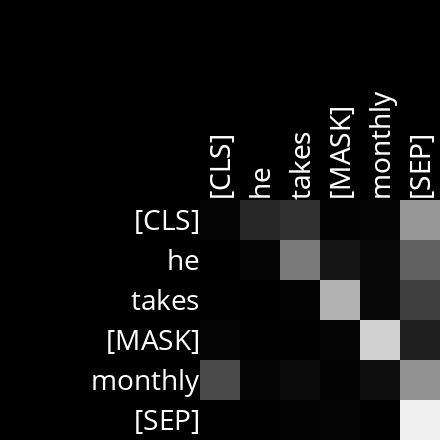 [CLS] he takes [MASK] monthly [SEP]
[CLS]
he
takes
[MASK]
monthly
[SEP]